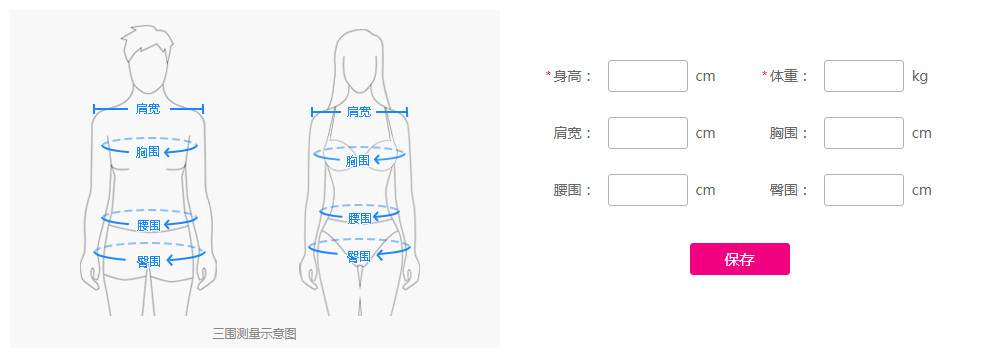 肩宽
胸围
腰围
臀围
肩宽
胸围
腰围
臀围
三围测量示意图
*身高： cm *体重： kg
肩宽： cm 胸围： cm
腰围： cm 臀围： cm
保存